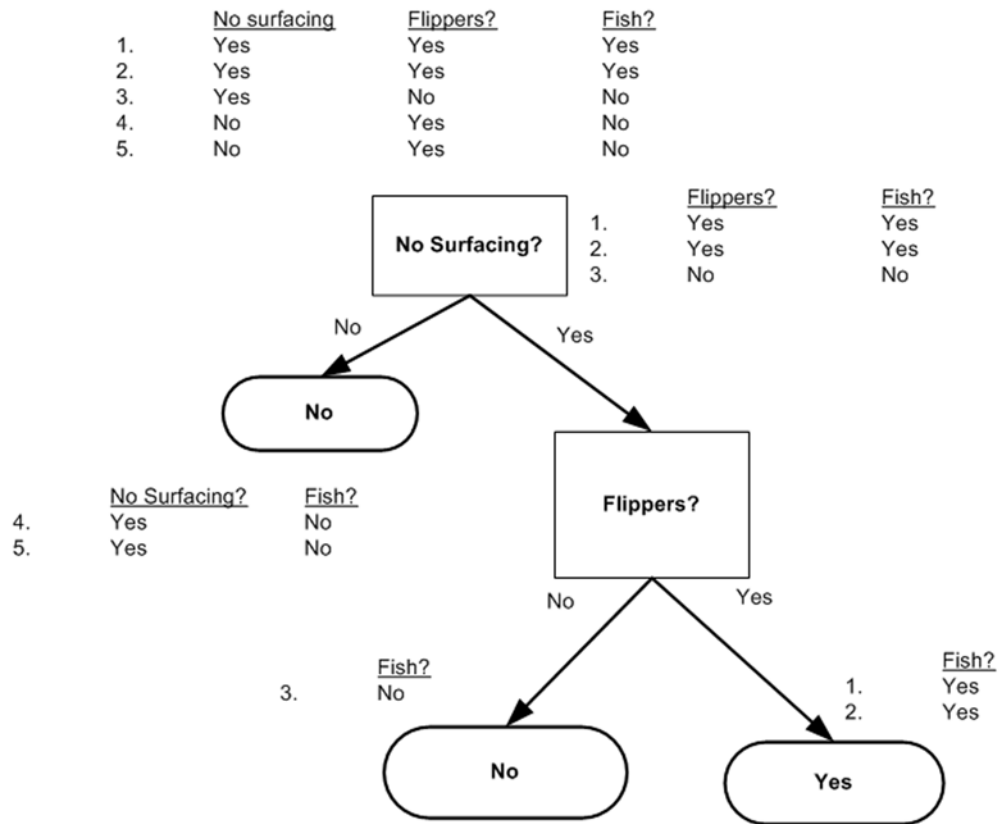 No surfacing Flippers? Fish?
1. Yes Yes Yes
2. Yes Yes Yes
3. Yes No No
4. No Yes No
5. No Yes No
Flippers? Fish?
1. Yes Yes
2. Yes Yes
3. No No
No Surfacing?
No Yes
No
Flippers?
No Surfacing? Fish?
4. Yes No
5. Yes No
No Yes
Fish?
3. No
Fish?
1. Yes
2. Yes
No
Yes